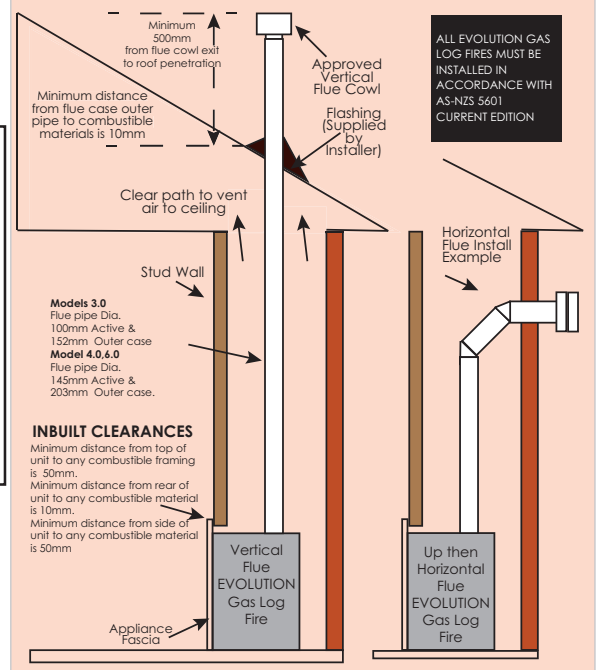 Minimum
500mm
from flue cowl exit
to roof penetration
Approved
Vertical
Flue Cowl
ALL EVOLUTION GAS
LOG FIRES MUST BE
INSTALLED IN
ACCORDANCE WITH
AS-NZS 5601
CURRENT EDITION
Minimum distance
from flue case outer
pipe to combustible
materials is 10mm
Flashing
(Supplied
by
Installer)
Clear path to vent
air to ceiling
Horizontal
Flue Install
Example
Stud Wall
Models 3.0
Flue pipe Dia.
100mm Active &
152mm Outer case
Model 4.0,6.0
Flue pipe Dia.
145mm Active &
203mm Outer case.
INBUILT CLEARANCES
Minimum distance from top of
unit to any combustible framing
is 50mm.
Minimum distance from rear of
unit to any combustible material
is 10mm.
Minimum distance from side of
unit to any combustible material
is 50mm
Vertical
Flue
EVOLUTION
Gas Log
Fire
Up then
Horizontal
Flue
EVOLUTION
Gas Log
Fire
Appliance
Fascia